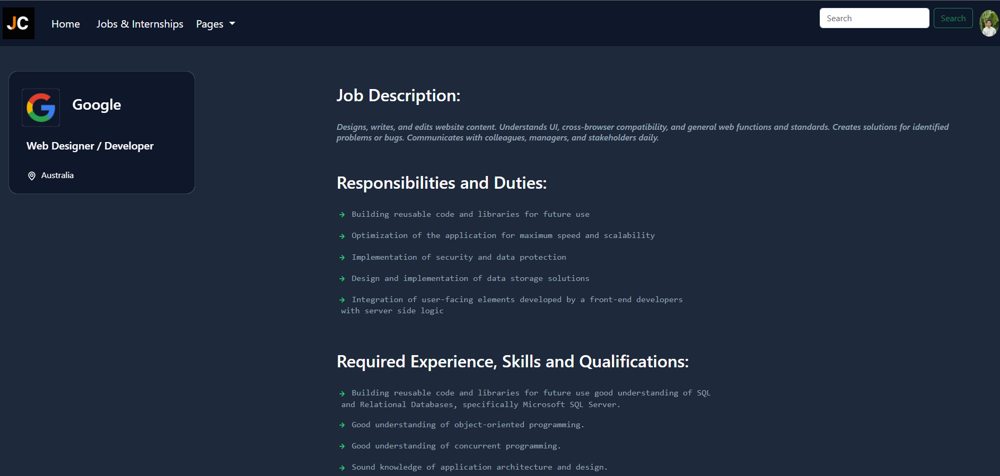 JC
Home
Jobs & Internships
Pages
Search
Search
Google
Web Designer / Developer
Australia
Job Description:
Designs, writes, and edits website content. Understands UI, cross-browser compatibility, and general web functions and standards. Creates solutions for identified
problems or bugs. Communicates with colleagues, managers, and stakeholders daily.
Responsibilities and Duties:
Building reusable code and libraries for future use
Optimization of the application for maximum speed and scalability
Implementation of security and data protection
Design and implementation of data storage solutions
Integration of user-facing elements developed by a front-end developers
with server side logic
Required Experience, Skills and Qualifications:
Building reusable code and libraries for future use good understanding of SQL
and Relational Databases, specifically Microsoft SQL Server.
Good understanding of object-oriented programming.
Good understanding of concurrent programming.
Sound knowledge of application architecture and design.